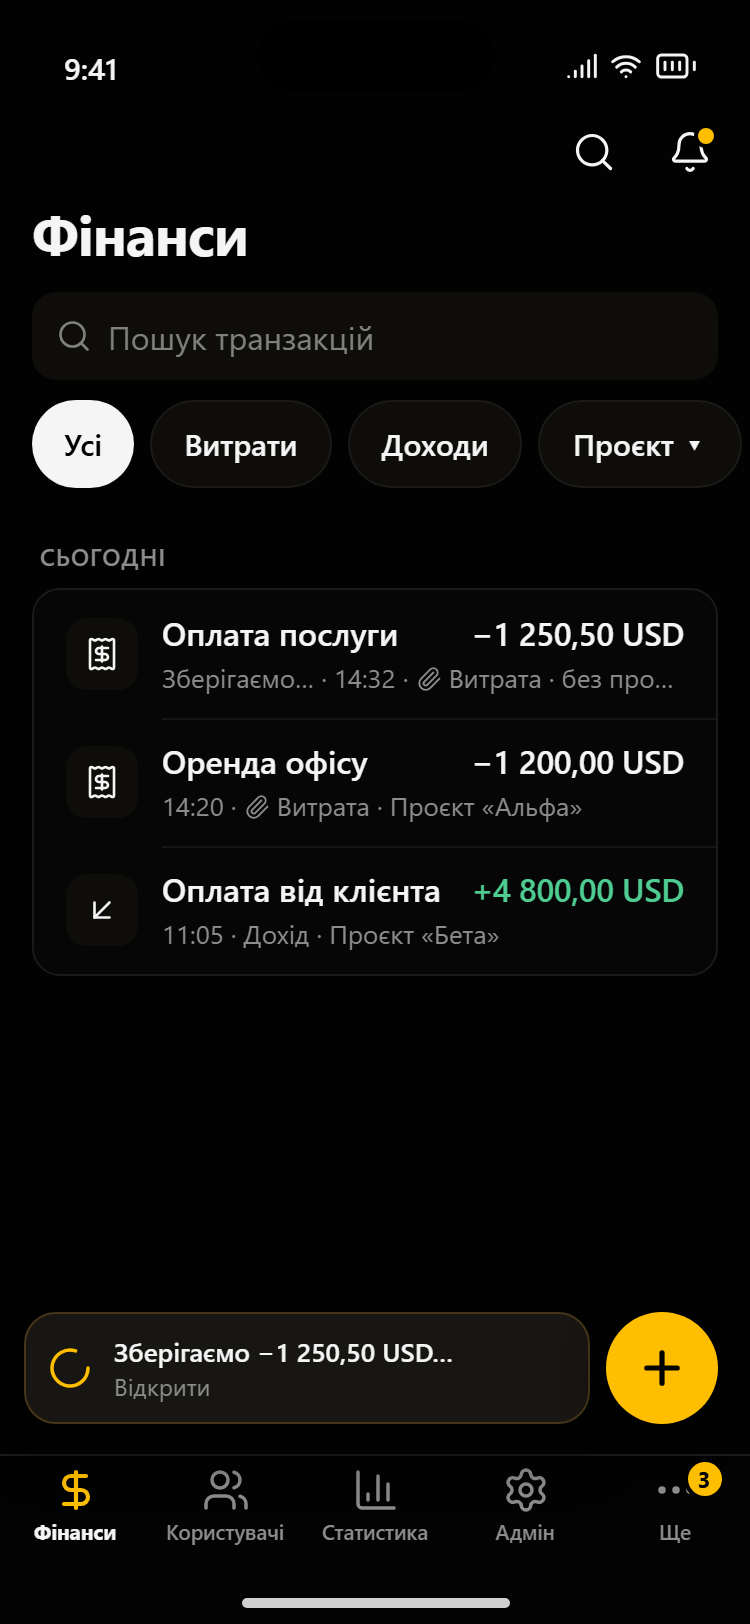 9:41
Фінанси
Пошук транзакцій
Усі
Витрати
Доходи
Проєкт ▼
СЬОГОДНІ
Оплата послуги −1 250,50 USD
Зберігаємо… · 14:32 · Витрата · без про…
Оренда офісу −1 200,00 USD
14:20 · Витрата · Проєкт «Альфа»
Оплата від клієнта +4 800,00 USD
11:05 · Дохід · Проєкт «Бета»
Зберігаємо −1 250,50 USD…
Відкрити
3
Фінанси
Користувачі
Статистика
Адмін
Ще